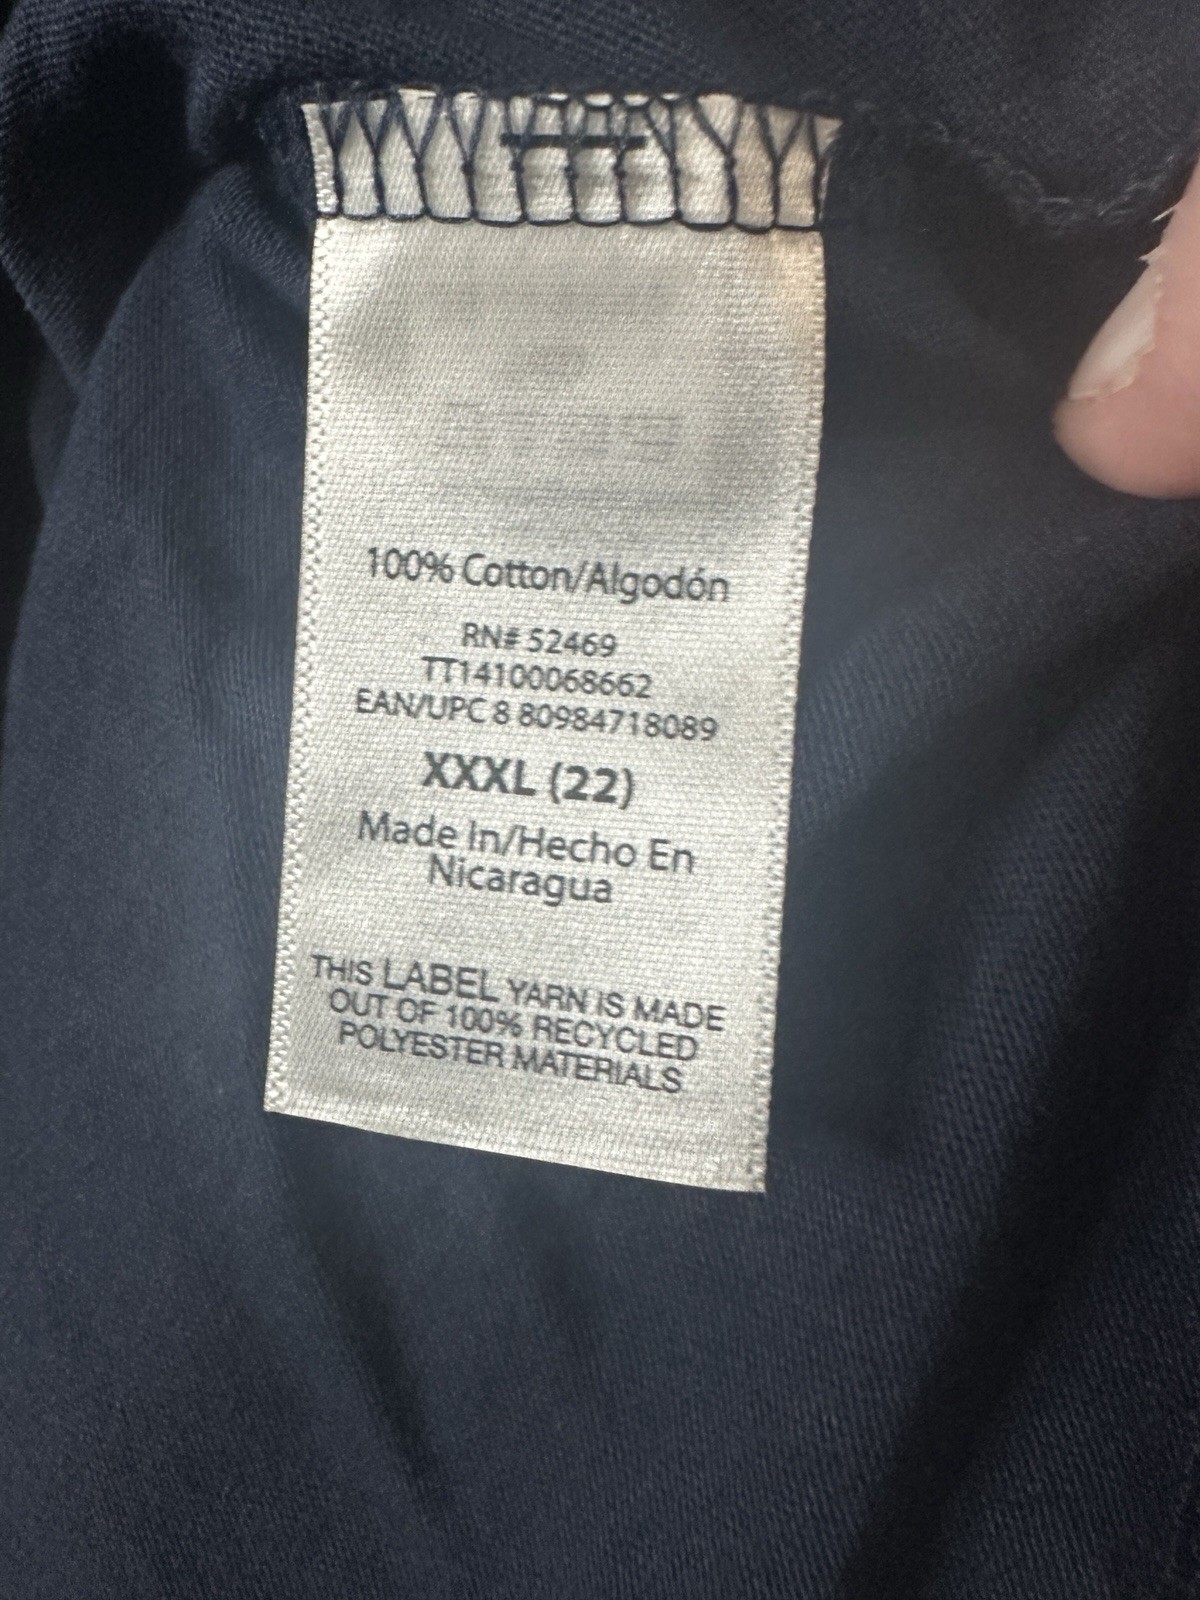 100% Cotton/Algodón
RN# 52469
TT14100068662
EAN/UPC 8 80984718089
XXXL (22)
Made In/Hecho En
Nicaragua
THIS LABEL YARN IS MADE
OUT OF 100% RECYCLED
POLYESTER MATERIALS